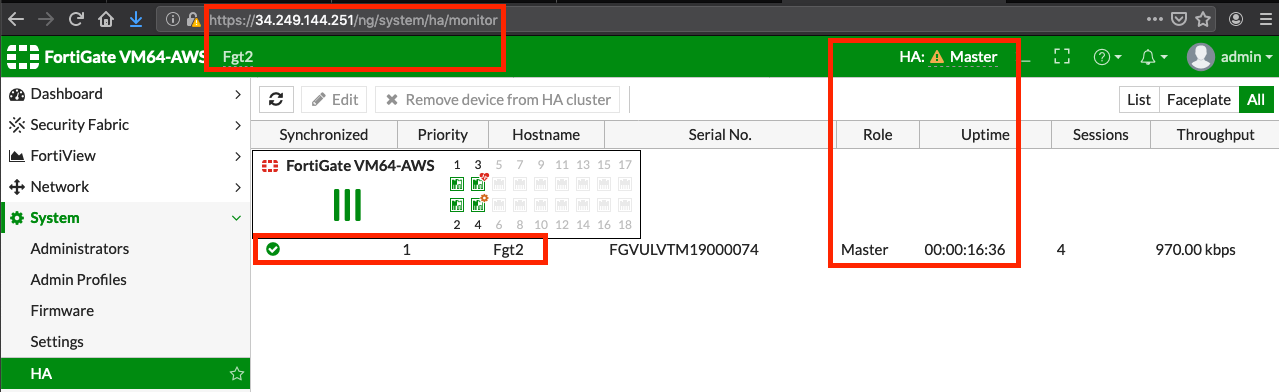 https://34.249.144.251/ng/system/ha/monitor
FortiGate VM64-AWS Fgt2 HA: Master admin
Dashboard
Security Fabric
FortiView
Network
System
Administrators
Admin Profiles
Firmware
Settings
HA
Edit Remove device from HA cluster List Faceplate All
Synchronized Priority Hostname Serial No. Role Uptime Sessions Throughput
FortiGate VM64-AWS 1 3 5 7 9 11 13 15 17
2 4 6 8 10 12 14 16 18
1 Fgt2 FGVULVTM19000074 Master 00:00:16:36 4 970.00 kbps